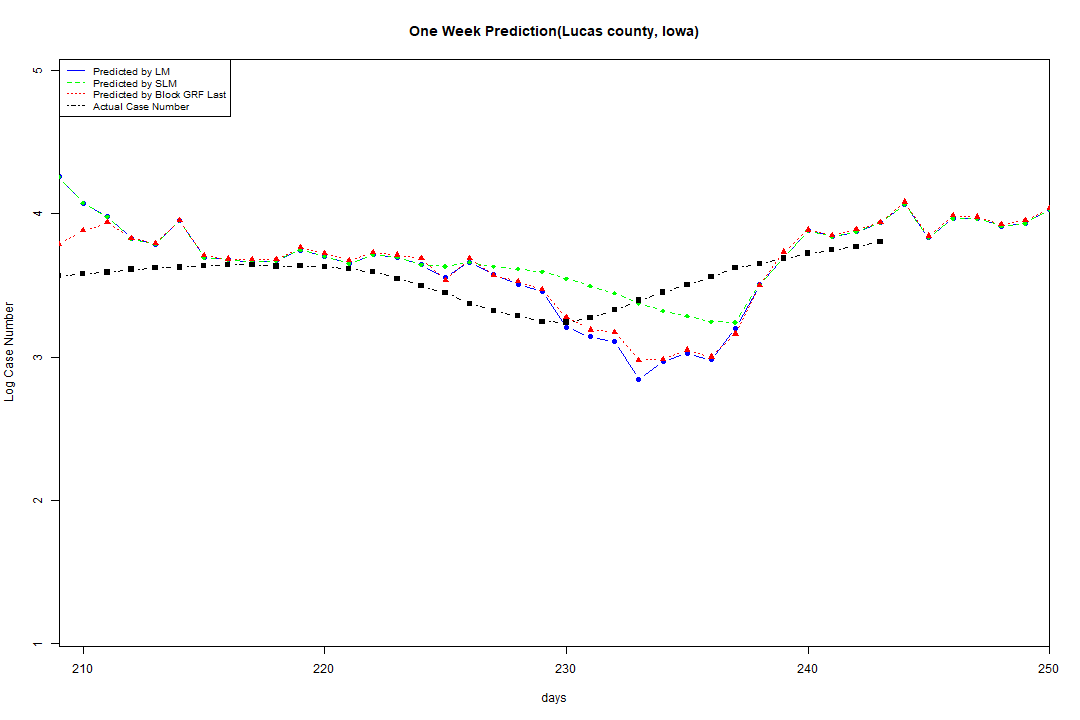 One Week Prediction(Lucas county, Iowa)
Predicted by LM
Predicted by SLM
Predicted by Block GRF Last
Actual Case Number
5
4
3
2
1
Log Case Number
210 220 230 240 250
days